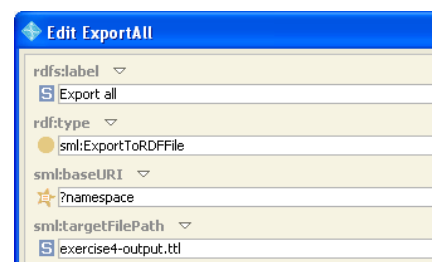 Edit ExportAll
rdfs:label
S Export all
rdf:type
sml:ExportToRDFFile
sml:baseURI
?namespace
sml:targetFilePath
S exercise4-output.ttl